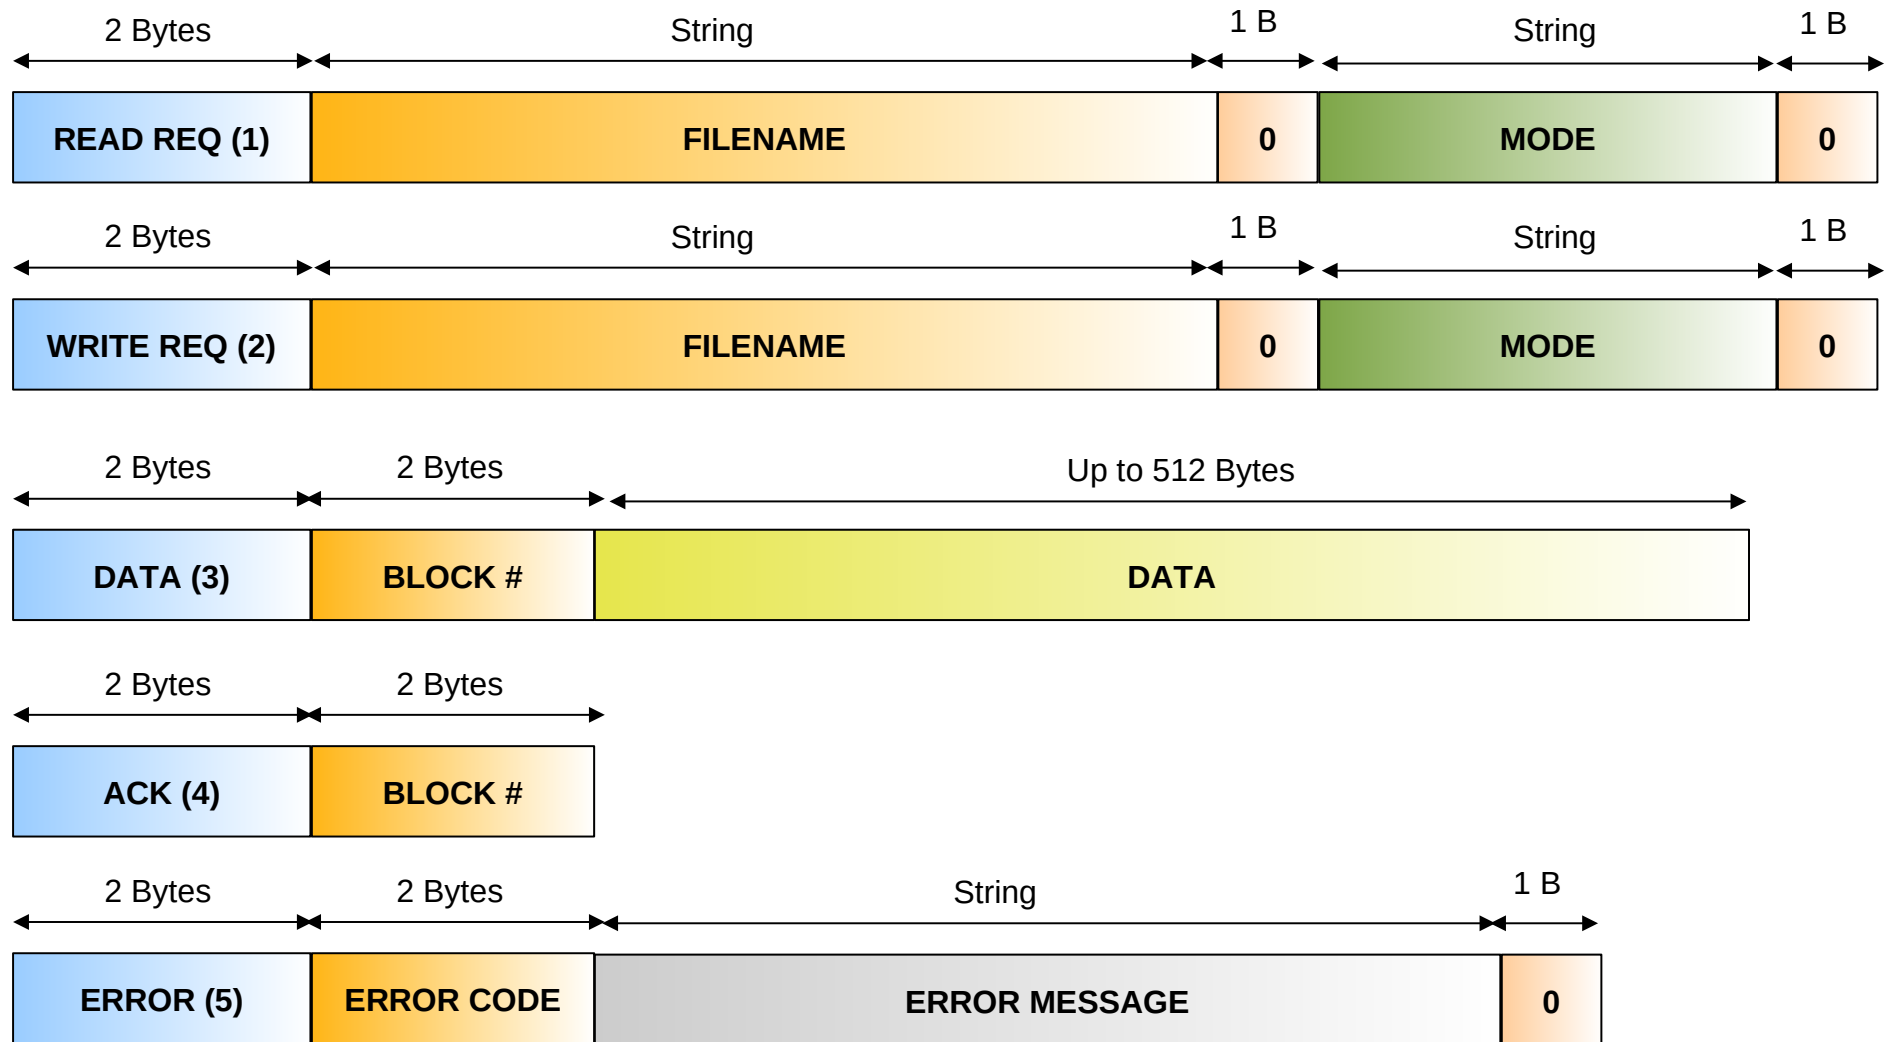 2 Bytes String 1 B String 1 B
READ REQ (1) FILENAME 0 MODE 0
2 Bytes String 1 B String 1 B
WRITE REQ (2) FILENAME 0 MODE 0
2 Bytes 2 Bytes Up to 512 Bytes
DATA (3) BLOCK # DATA
2 Bytes 2 Bytes
ACK (4) BLOCK #
2 Bytes 2 Bytes String 1 B
ERROR (5) ERROR CODE ERROR MESSAGE 0